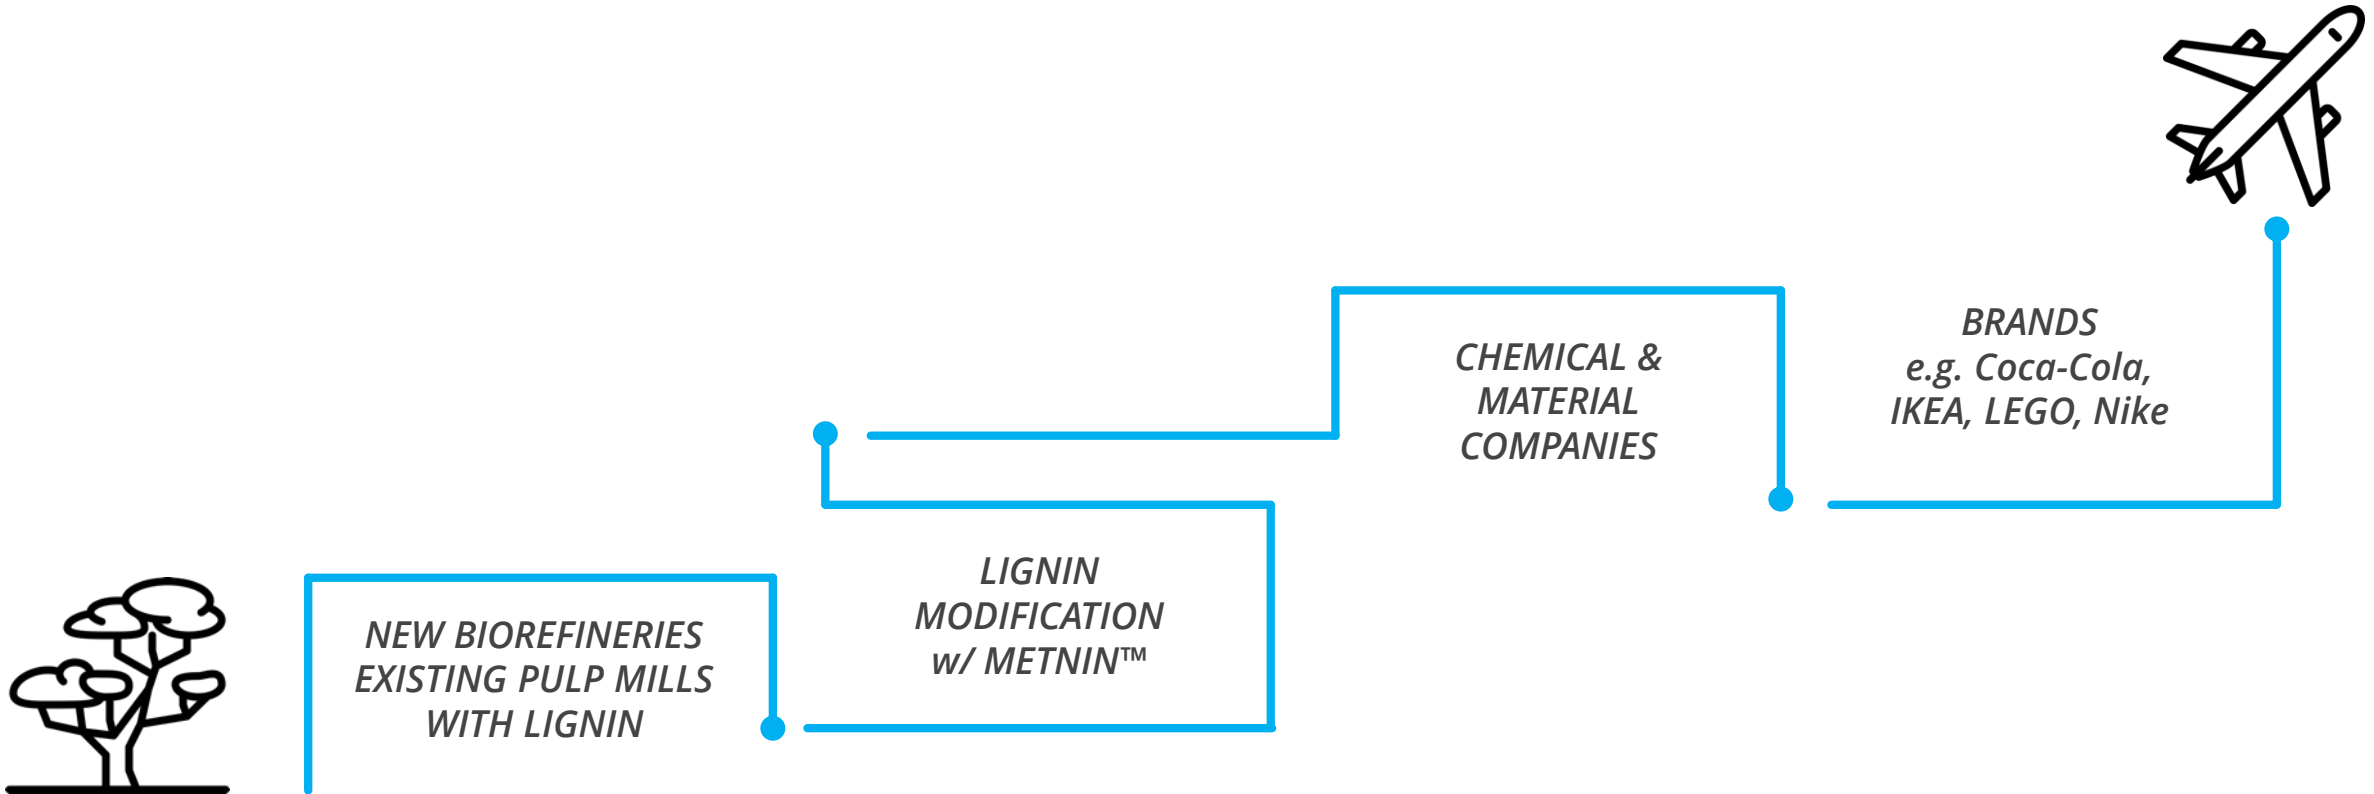 NEW BIOREFINERIES
EXISTING PULP MILLS
WITH LIGNIN
LIGNIN
MODIFICATION
w/ METNIN™
CHEMICAL &
MATERIAL
COMPANIES
BRANDS
e.g. Coca-Cola,
IKEA, LEGO, Nike